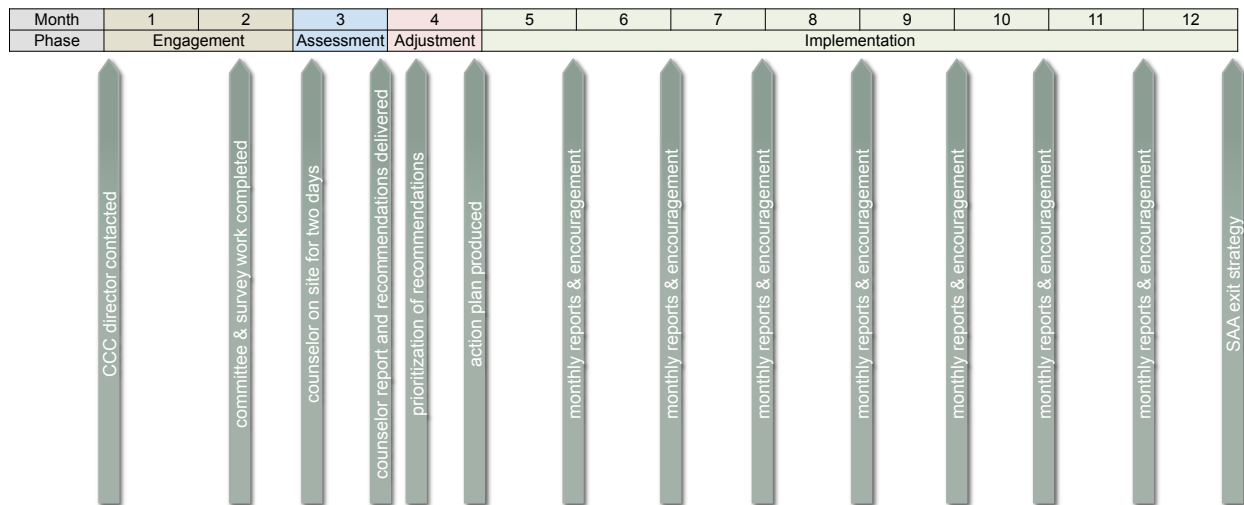 Month 1 2 3 4 5 6 7 8 9 10 11 12
Phase Engagement Assessment Adjustment Implementation
CCC director contacted
committee & survey work completed
counselor on site for two days
counselor report and recommendations delivered
prioritization of recommendations
action plan produced
monthly reports & encouragement
monthly reports & encouragement
monthly reports & encouragement
monthly reports & encouragement
monthly reports & encouragement
monthly reports & encouragement
monthly reports & encouragement
SAA exit strategy